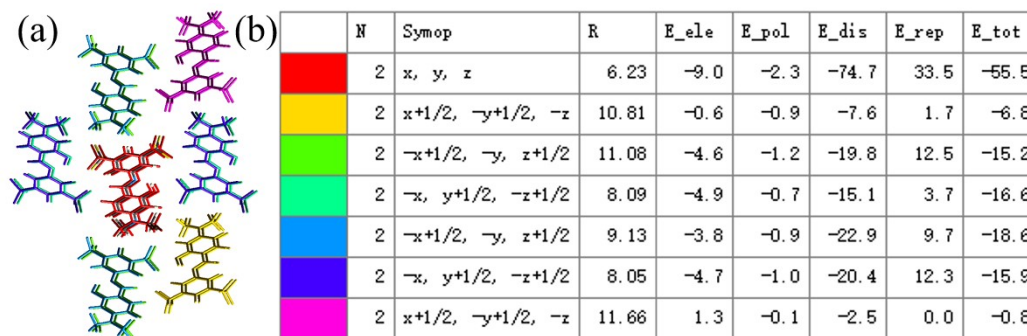 (a) (b)
N Symop R E_ele E_pol E_dis E_rep E_tot
2 x, y, z 6.23 -9.0 -2.3 -74.7 33.5 -55.5
2 x+1/2, -y+1/2, -z 10.81 -0.6 -0.9 -7.6 1.7 -6.8
2 -x+1/2, -y, z+1/2 11.08 -4.6 -1.2 -19.8 12.5 -15.2
2 -x, y+1/2, -z+1/2 8.09 -4.9 -0.7 -15.1 3.7 -16.6
2 -x+1/2, -y, z+1/2 9.13 -3.8 -0.9 -22.9 9.7 -18.6
2 -x, y+1/2, -z+1/2 8.05 -4.7 -1.0 -20.4 12.3 -15.9
2 x+1/2, -y+1/2, -z 11.66 1.3 -0.1 -2.5 0.0 -0.8